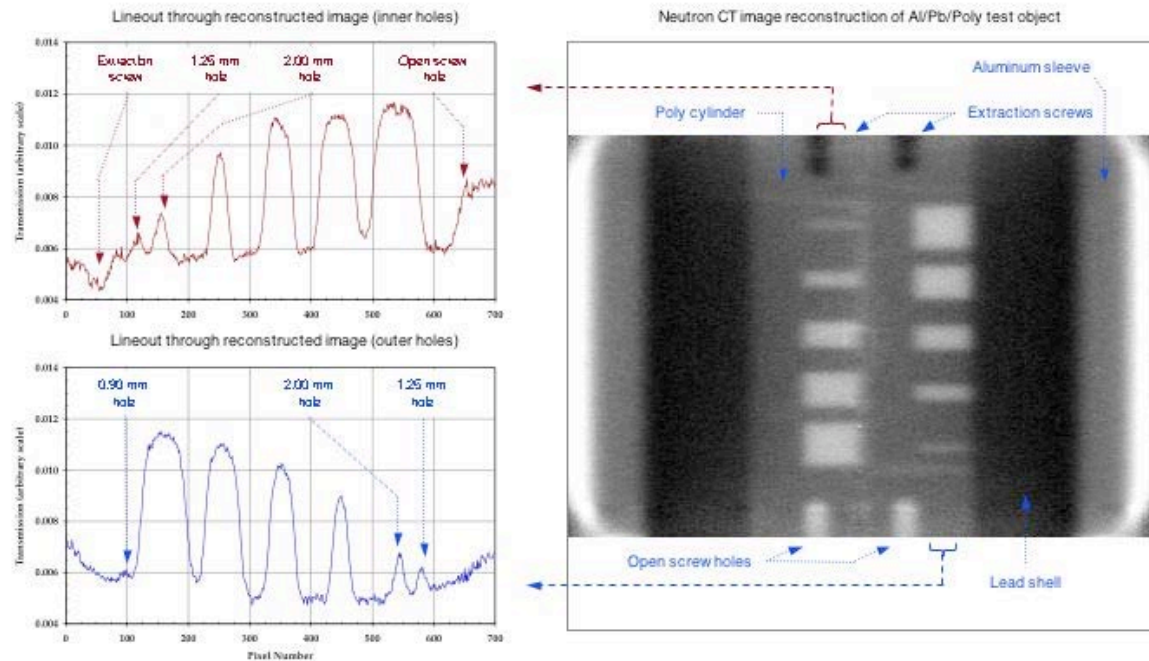 Lineout through reconstructed image (inner holes)
Transmission (arbitrary scale)
0.014
0.012
0.010
0.008
0.006
0.004
Extraction screw
1.25 mm hole
2.00 mm hole
Open screw hole
0 100 200 300 400 500 600 700
Lineout through reconstructed image (outer holes)
Transmission (arbitrary scale)
0.014
0.012
0.010
0.008
0.006
0.004
0.90 mm hole
2.00 mm hole
1.25 mm hole
0 100 200 300 400 500 600 700
Pixel Number
Neutron CT image reconstruction of Al/Pb/Poly test object
Aluminum sleeve
Poly cylinder
Extraction screws
Open screw holes
Lead shell